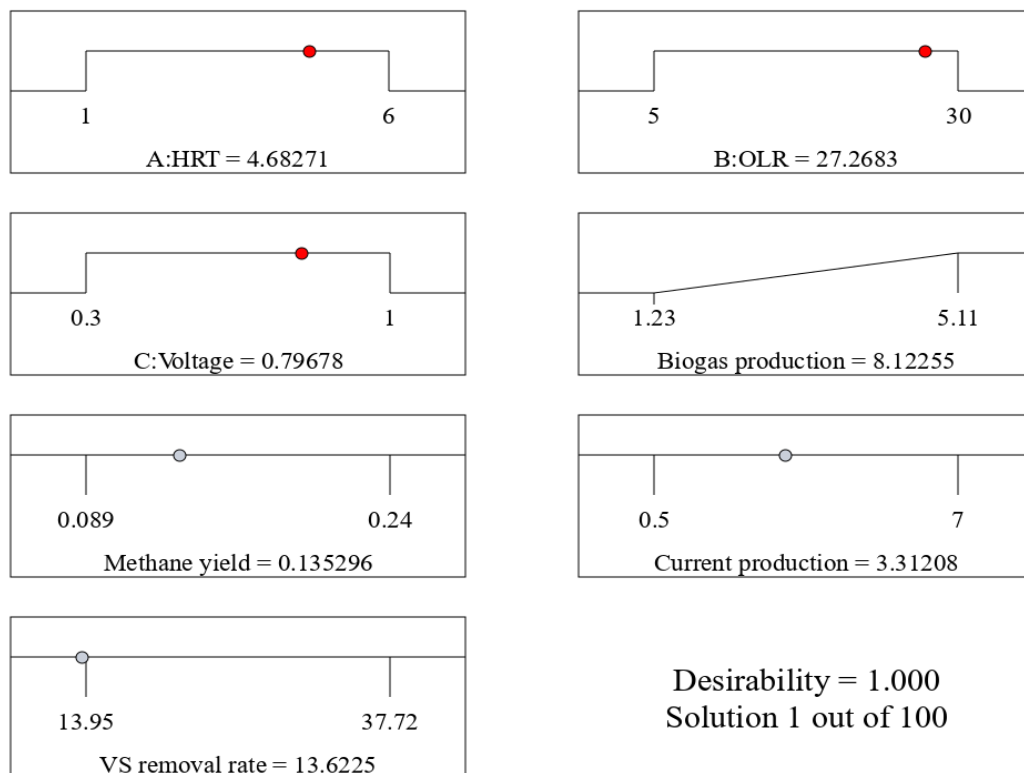 1 6
A:HRT = 4.68271
5 30
B:OLR = 27.2683
0.3 1
C:Voltage = 0.79678
1.23 5.11
Biogas production = 8.12255
0.089 0.24
Methane yield = 0.135296
0.5 7
Current production = 3.31208
13.95 37.72
VS removal rate = 13.6225
Desirability = 1.000
Solution 1 out of 100